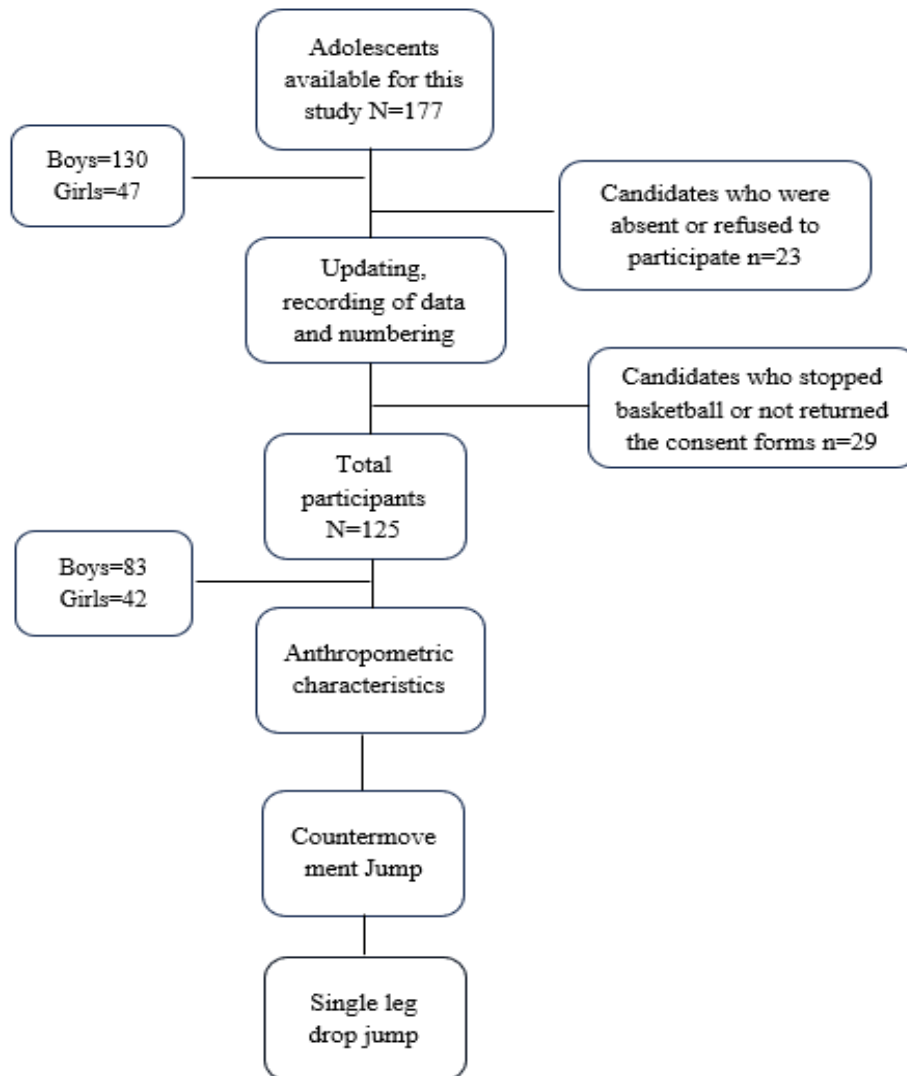 Adolescents
available for this
study N=177
Boys=130
Girls=47
Candidates who were
absent or refused to
participate n=23
Updating,
recording of data
and numbering
Candidates who stopped
basketball or not returned
the consent forms n=29
Total
participants
N=125
Boys=83
Girls=42
Anthropometric
characteristics
Countermove
ment Jump
Single leg
drop jump